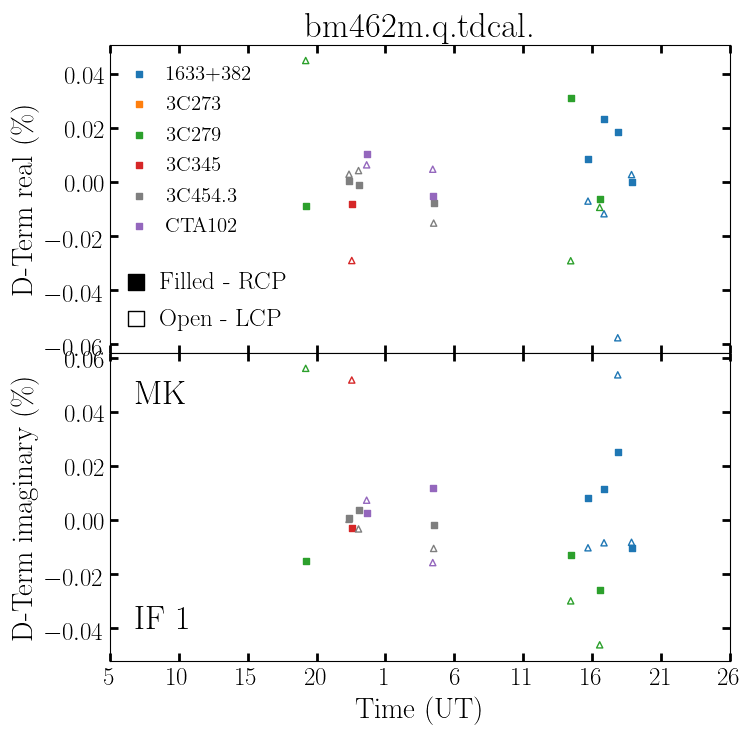 bm462m.q.tdcal.
D-Term real (%)
0.04
0.02
0.00
−0.02
−0.04
−0.06
1633+382
3C273
3C279
3C345
3C454.3
CTA102
Filled - RCP
Open - LCP
D-Term imaginary (%)
0.06
0.04
0.02
0.00
−0.02
−0.04
MK
IF 1
5 10 15 20 1 6 11 16 21 26
Time (UT)